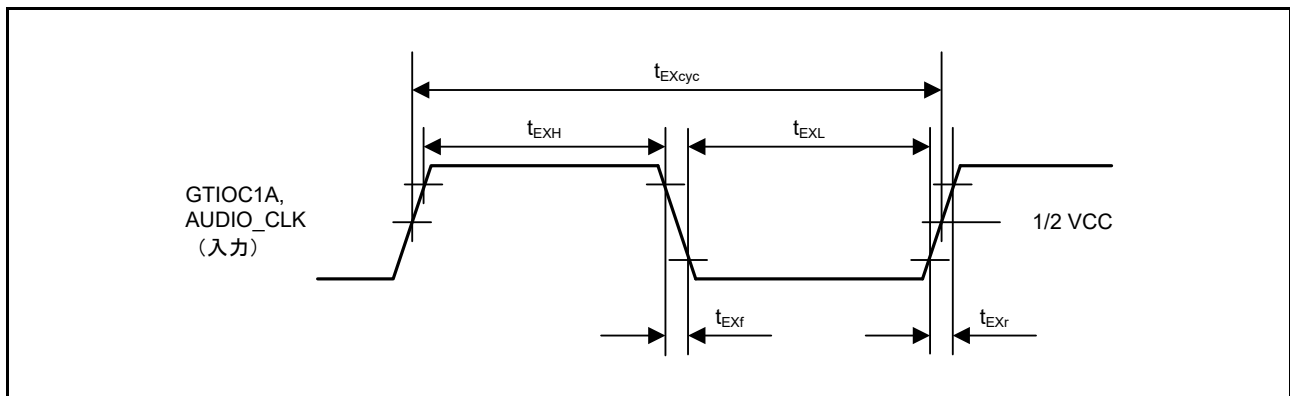 tEXcyc
tEXH
tEXL
GTIOC1A,
AUDIO_CLK
（入力）
1/2 VCC
tEXf
tEXr